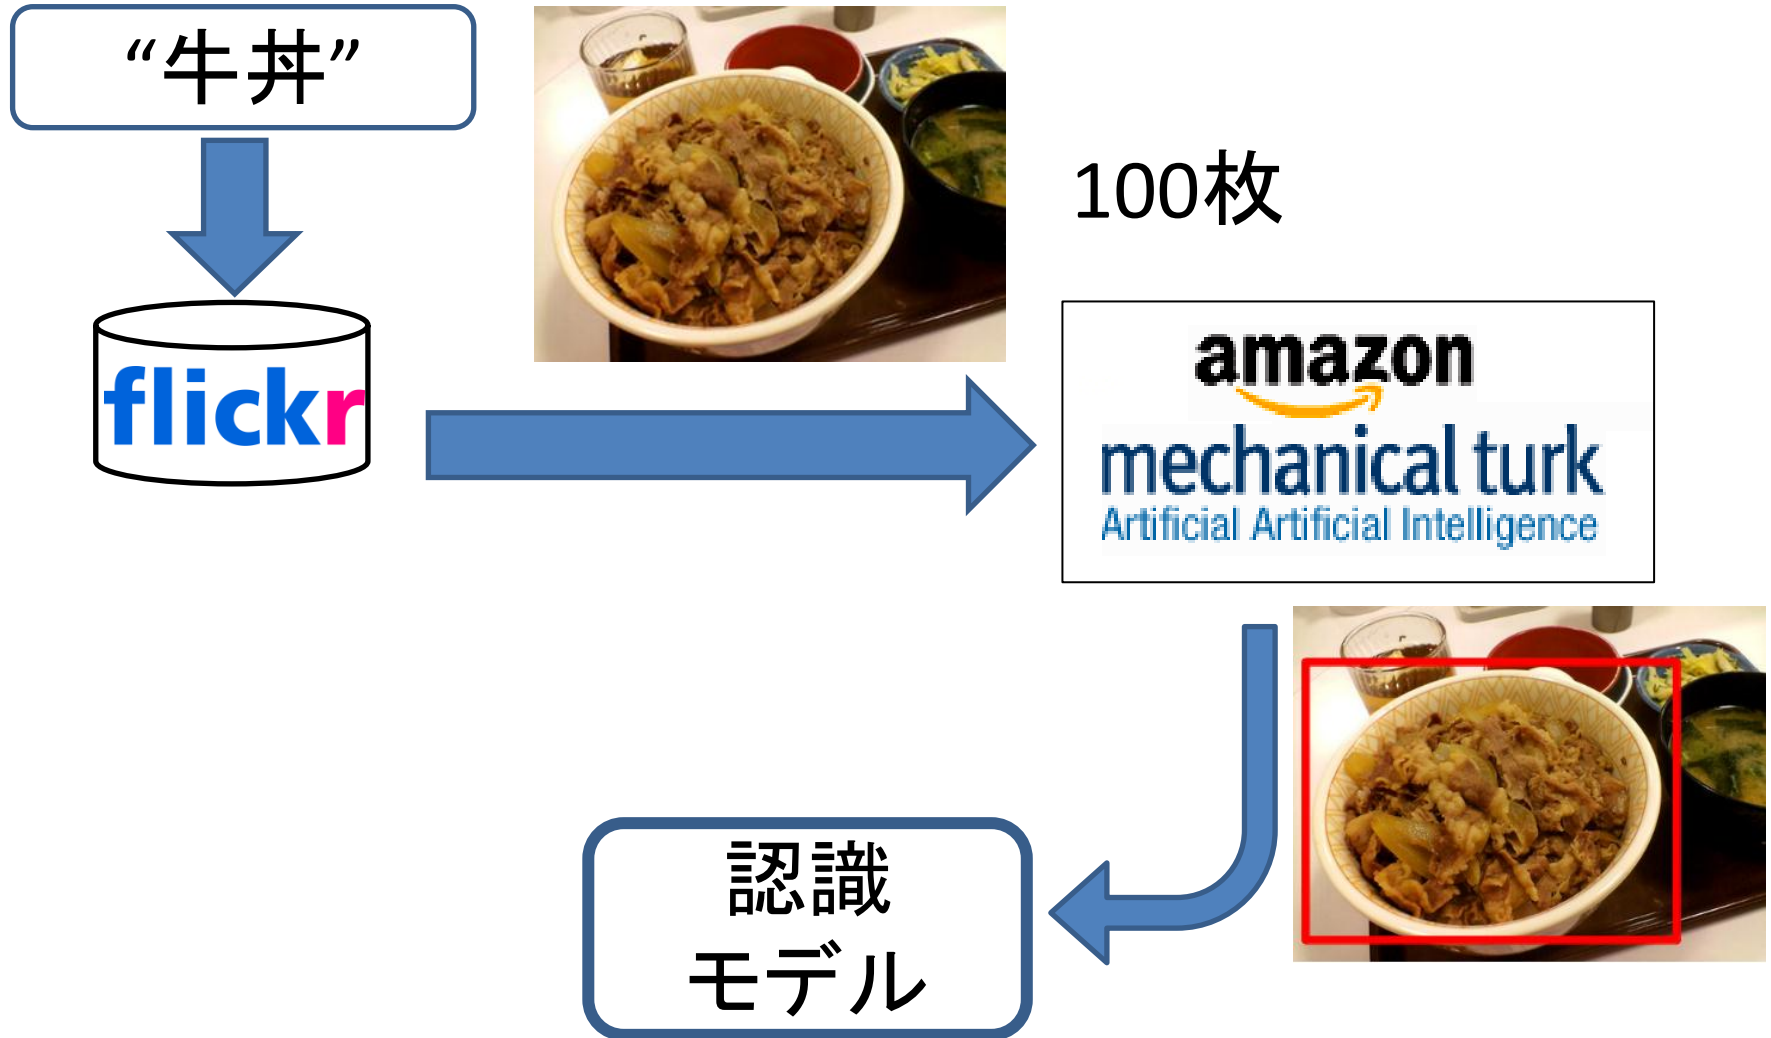 “牛丼”
100枚
flickr
amazon
mechanical turk
Artificial Artificial Intelligence
認識
モデル